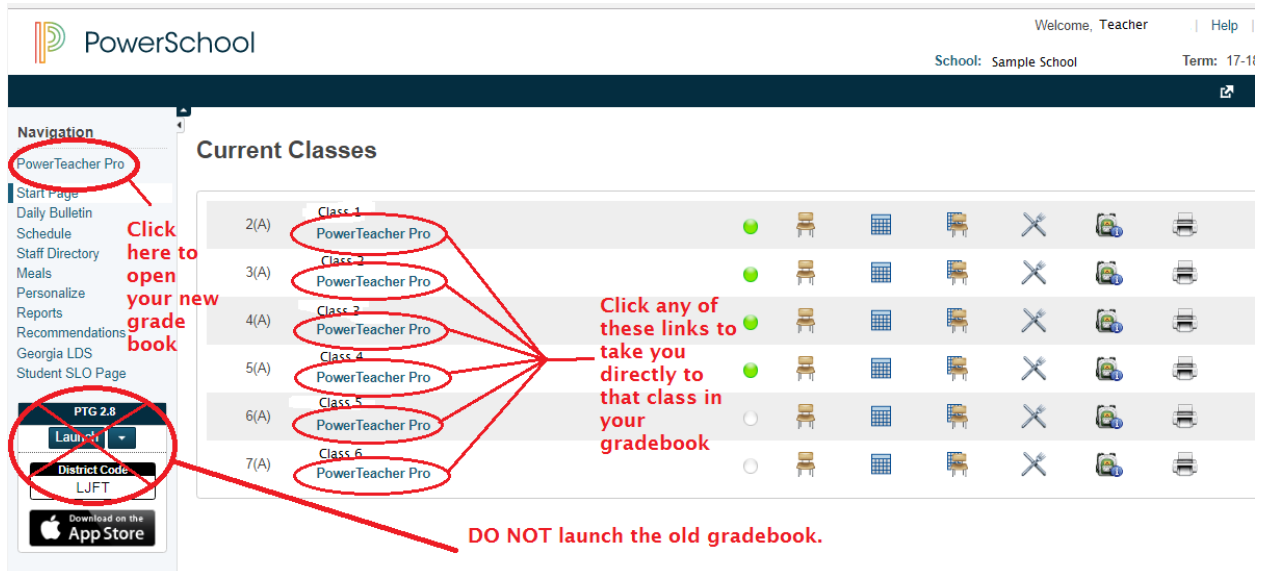 PowerSchool
Welcome, Teacher | Help |
School: Sample School Term: 17-18
Navigation
PowerTeacher Pro
Start Page
Daily Bulletin
Schedule
Staff Directory
Meals
Personalize
Reports
Recommendations
Georgia LDS
Student SLO Page
PTG 2.8
Launch
District Code
LJFT
Download on the
App Store
Click
here to
open
your new
grade
book
Current Classes
2(A) Class 1
PowerTeacher Pro
3(A) Class 2
PowerTeacher Pro
4(A) Class 3
PowerTeacher Pro
5(A) Class 4
PowerTeacher Pro
6(A) Class 5
PowerTeacher Pro
7(A) Class 6
PowerTeacher Pro
Click any of
these links to
take you
directly to
that class in
your
gradebook
DO NOT launch the old gradebook.